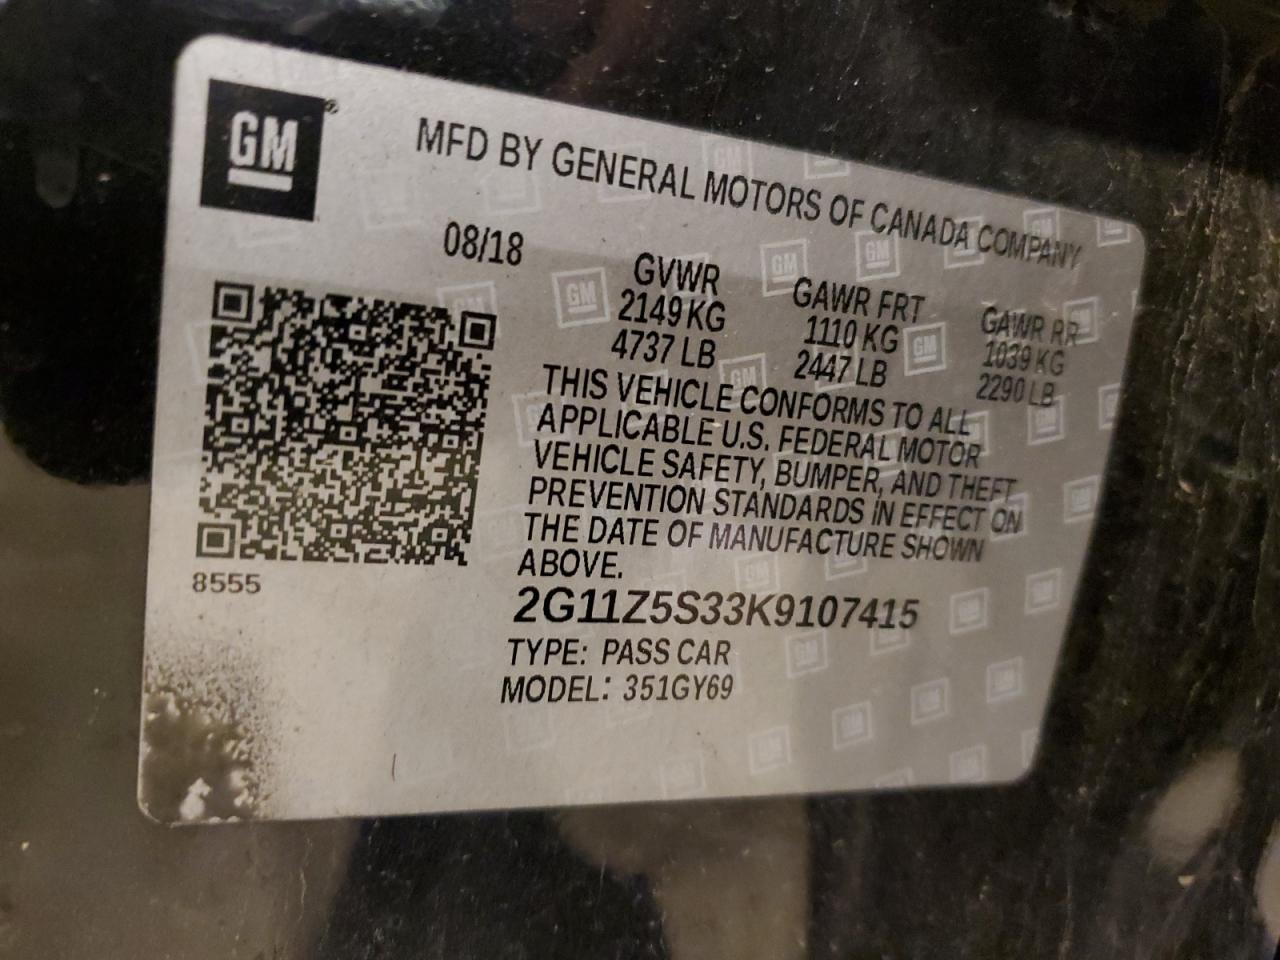 GM
MFD BY GENERAL MOTORS OF CANADA COMPANY
08/18
GVWR GAWR FRT GAWR RR
2149 KG 1110 KG 1039 KG
4737 LB 2447 LB 2290 LB
THIS VEHICLE CONFORMS TO ALL
APPLICABLE U.S. FEDERAL MOTOR
VEHICLE SAFETY, BUMPER, AND THEFT
PREVENTION STANDARDS IN EFFECT ON
THE DATE OF MANUFACTURE SHOWN
ABOVE.
8555
2G11Z5S33K9107415
TYPE: PASS CAR
MODEL: 351GY69